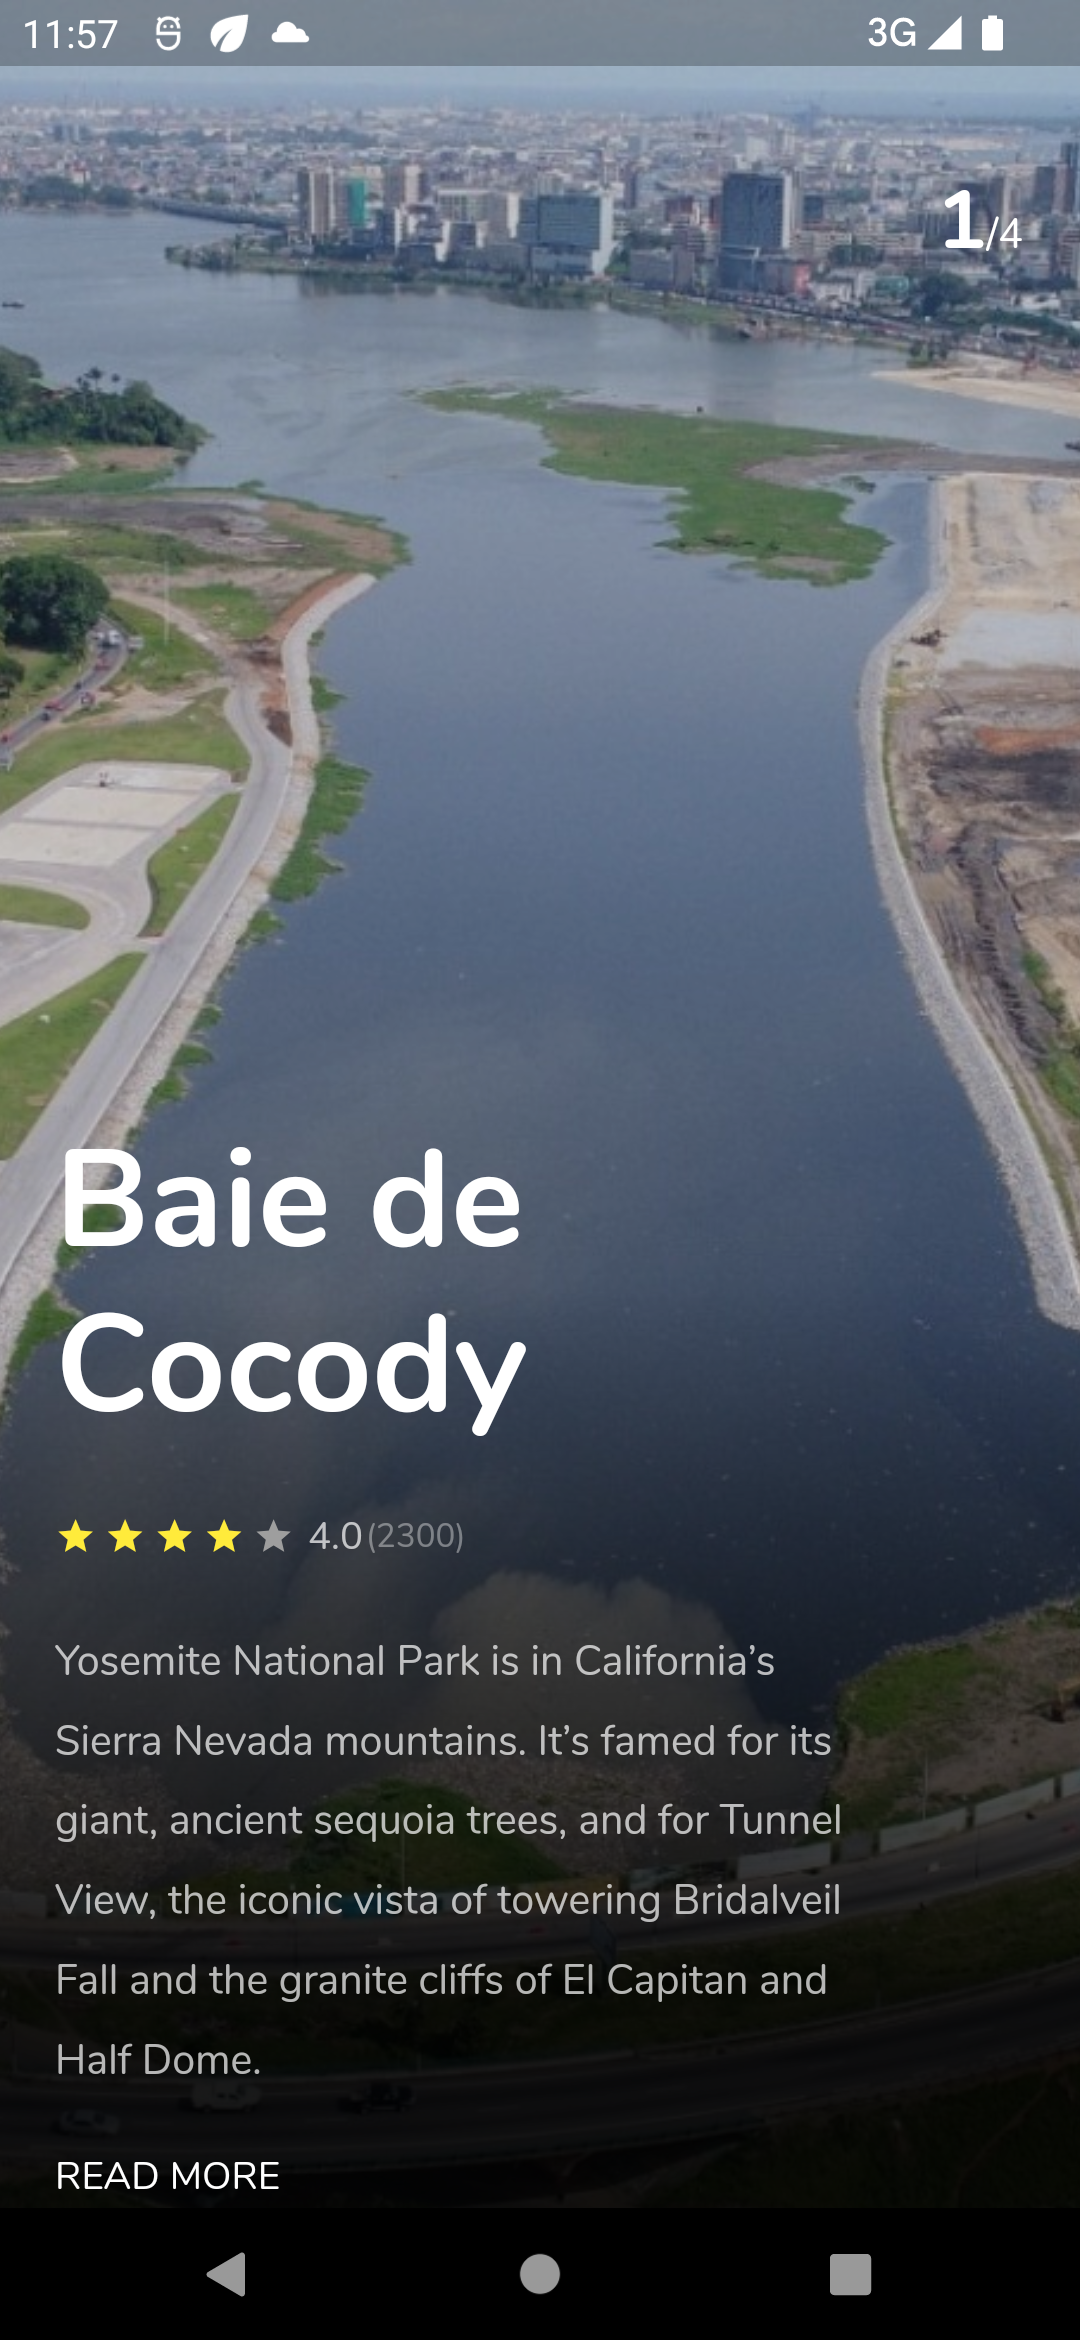 11:57
3G
1/4
Baie de
Cocody
4.0(2300)
Yosemite National Park is in California’s
Sierra Nevada mountains. It’s famed for its
giant, ancient sequoia trees, and for Tunnel
View, the iconic vista of towering Bridalveil
Fall and the granite cliffs of El Capitan and
Half Dome.
READ MORE